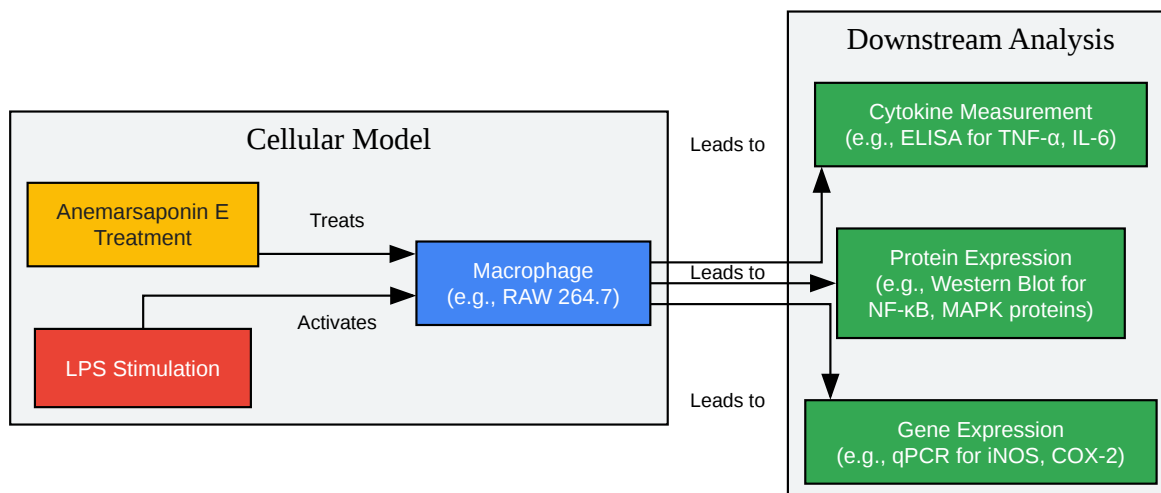 Cellular Model
Anemarsaponin E
Treatment
LPS Stimulation
Treats
Activates
Macrophage
(e.g., RAW 264.7)
Leads to
Leads to
Leads to
Downstream Analysis
Cytokine Measurement
(e.g., ELISA for TNF-α, IL-6)
Protein Expression
(e.g., Western Blot for
NF-κB, MAPK proteins)
Gene Expression
(e.g., qPCR for iNOS, COX-2)